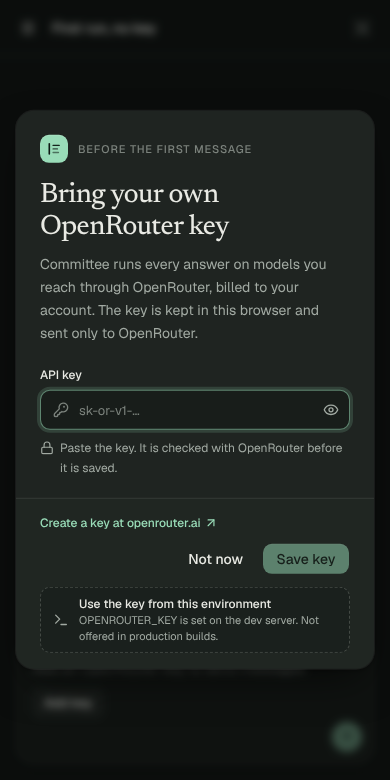 BEFORE THE FIRST MESSAGE
Bring your own
OpenRouter key
Committee runs every answer on models you
reach through OpenRouter, billed to your
account. The key is kept in this browser and
sent only to OpenRouter.
API key
sk-or-v1-...
Paste the key. It is checked with OpenRouter before
it is saved.
Create a key at openrouter.ai ↗
Not now Save key
Use the key from this environment
OPENROUTER_KEY is set on the dev server. Not
offered in production builds.